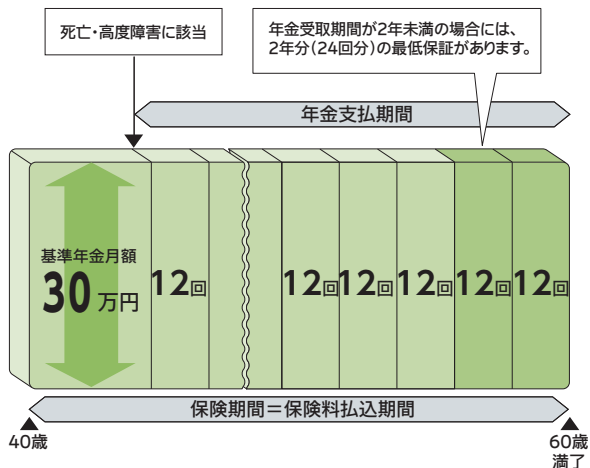 死亡・高度障害に該当
年金受取期間が2年未満の場合には、
2年分(24回分)の最低保証があります。
年金支払期間
基準年金月額
30万円
12回
12回
12回
12回
12回
12回
保険期間＝保険料払込期間
40歳
60歳
満了